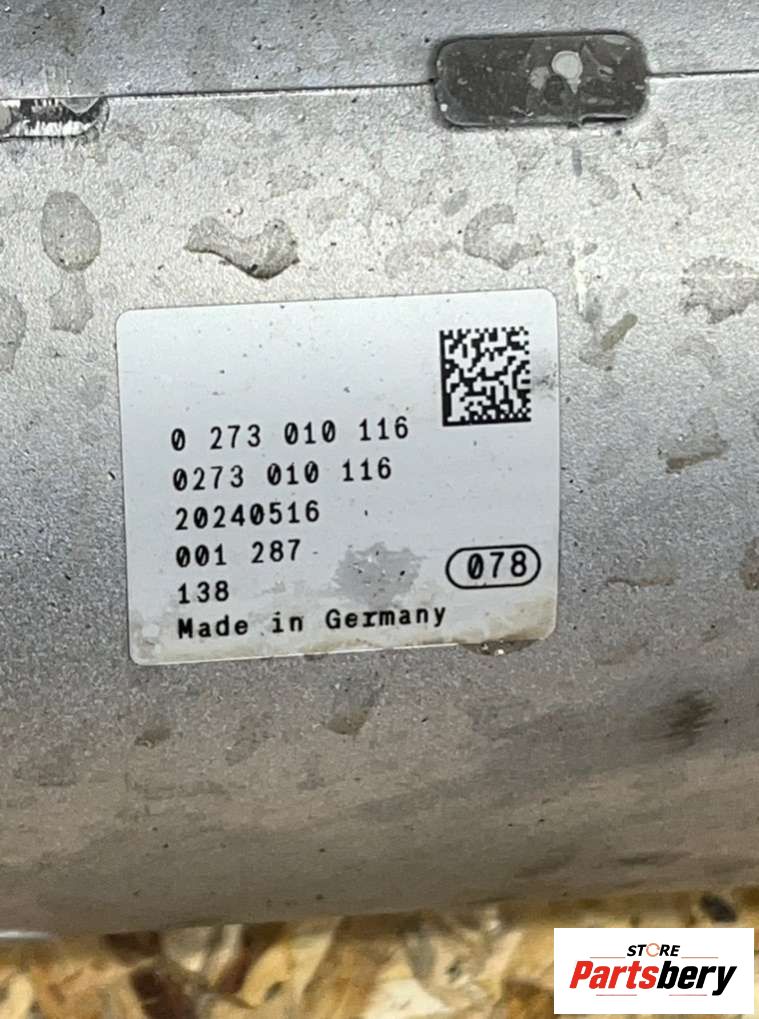 0 273 010 116
0273 010 116
20240516
001 287
078
138
Made in Germany
STORE
Partsbery